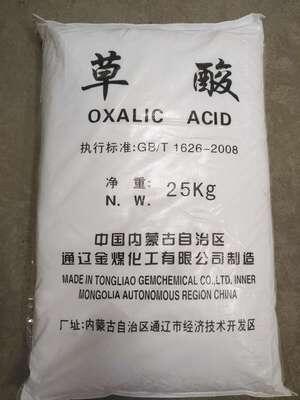 草 酸
OXALIC ACID
执行标准:GB/T 1626-2008
净 重: 25Kg
N. W.
中国内蒙古自治区
通辽金煤化工有限公司制造
MADE IN TONGLIAO GEMCHEMICAL CO.,LTD. INNER
MONGOLIA AUTONOMOUS REGION CHINA
厂址:内蒙古自治区通辽市经济技术开发区